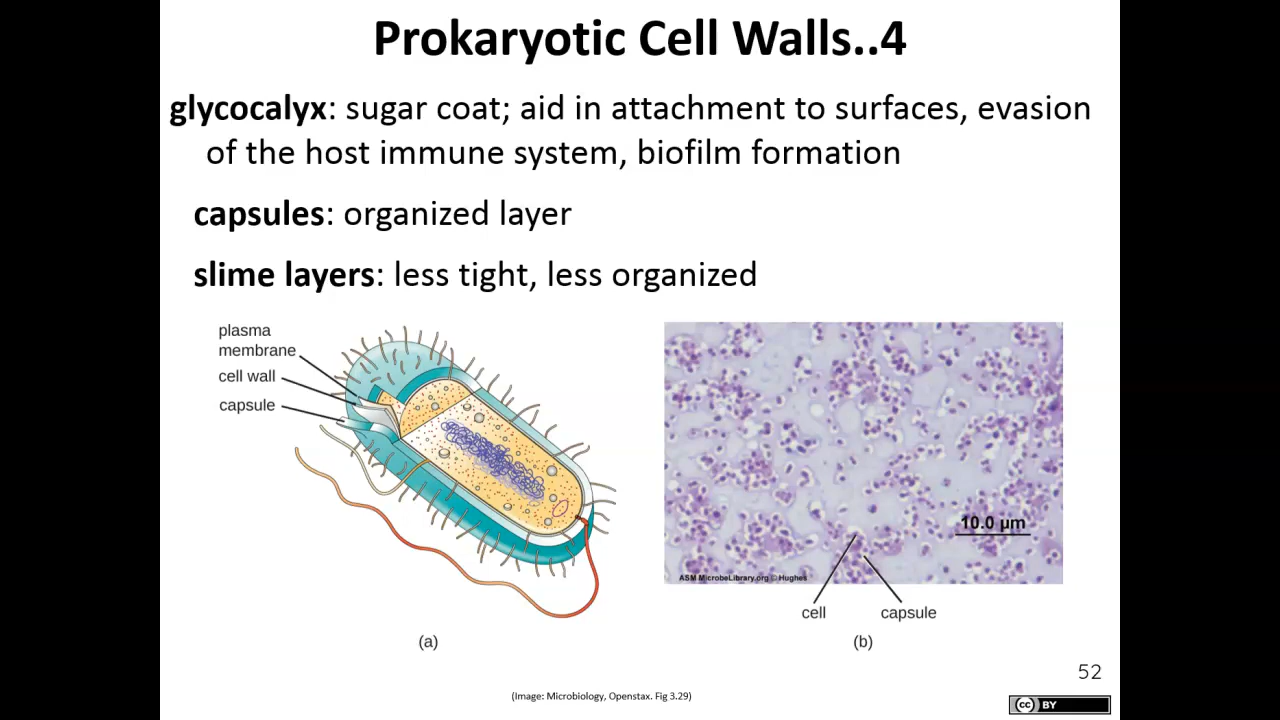 Prokaryotic Cell Walls..4
glycocalyx: sugar coat; aid in attachment to surfaces, evasion
of the host immune system, biofilm formation
capsules: organized layer
slime layers: less tight, less organized
plasma
membrane
cell wall
capsule
(a)
10.0 µm
ASM MicrobeLibrary.org © Hughes
cell
capsule
(b)
52
(Image: Microbiology, Openstax. Fig 3.29)
cc BY